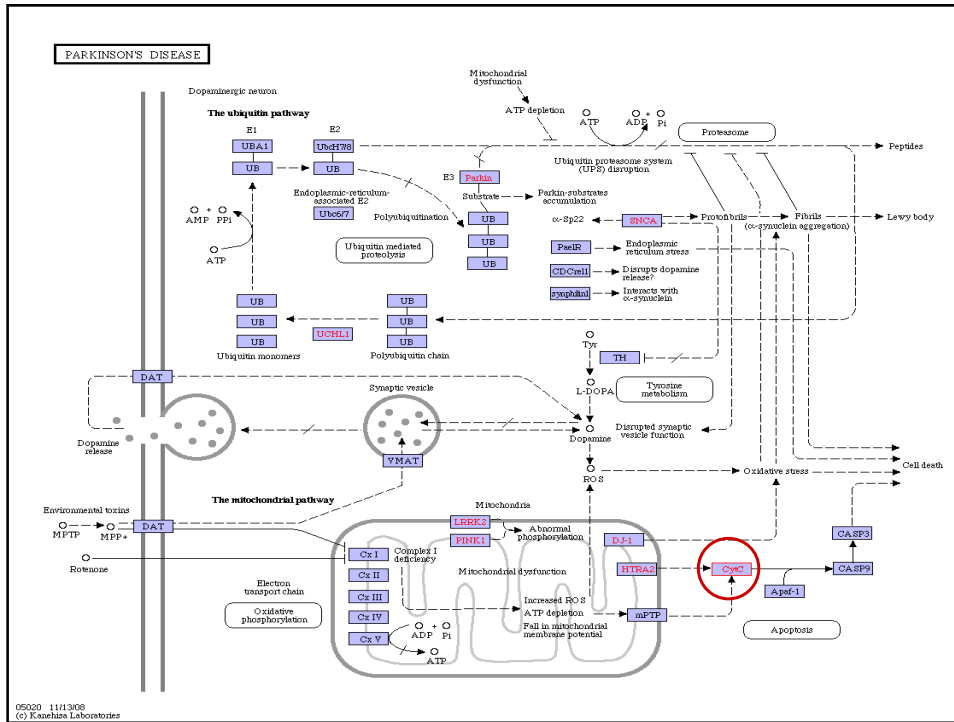 PARKINSON'S DISEASE
Dopaminergic neuron
The ubiquitin pathway
E1
E2
UBA1
UB
UbcH7/8
UB
Endoplasmic-reticulum-
associated E2
Ubc6/7
Polyubiquitination
Ubiquitin mediated
proteolysis
AMP
PPi
ATP
Mitochondrial
dysfunction
ATP depletion
ATP
ADP + Pi
Proteasome
Peptides
Ubiquitin proteasome system
(UPS) disruption
E3
Parkin
Substrate
Parkin-substrates
accumulation
UB
UB
UB
α-Sp22
SNCA
Protofibrils
Fibrils
(α-synuclein aggregation)
Lewy body
PaelR
Endoplasmic
reticulum stress
CDCrel1
Disrupts dopamine
release?
synphilin1
Interacts with
α-synuclein
UB
UB
UB
Ubiquitin monomers
UCHL1
UB
UB
UB
Polyubiquitin chain
Tyr
TH
L-DOPA
Tyrosine
metabolism
DAT
Synaptic vesicle
Dopamine
release
VMAT
Dopamine
Disrupted synaptic
vesicle function
ROS
Oxidative stress
Cell death
The mitochondrial pathway
Environmental toxins
MPTP
MPP+
DAT
Rotenone
Mitochondria
LRRK2
PINK1
Abnormal
phosphorylation
DJ-1
HTRA2
CytC
CASP3
CASP9
Apaf-1
Apoptosis
mPTP
Cx I
Cx II
Cx III
Cx IV
Cx V
Complex I
deficiency
Mitochondrial dysfunction
Increased ROS
ATP depletion
Fall in mitochondrial
membrane potential
ADP + Pi
ATP
Electron
transport chain
Oxidative
phosphorylation
05020 11/13/08
(c) Kanehisa Laboratories